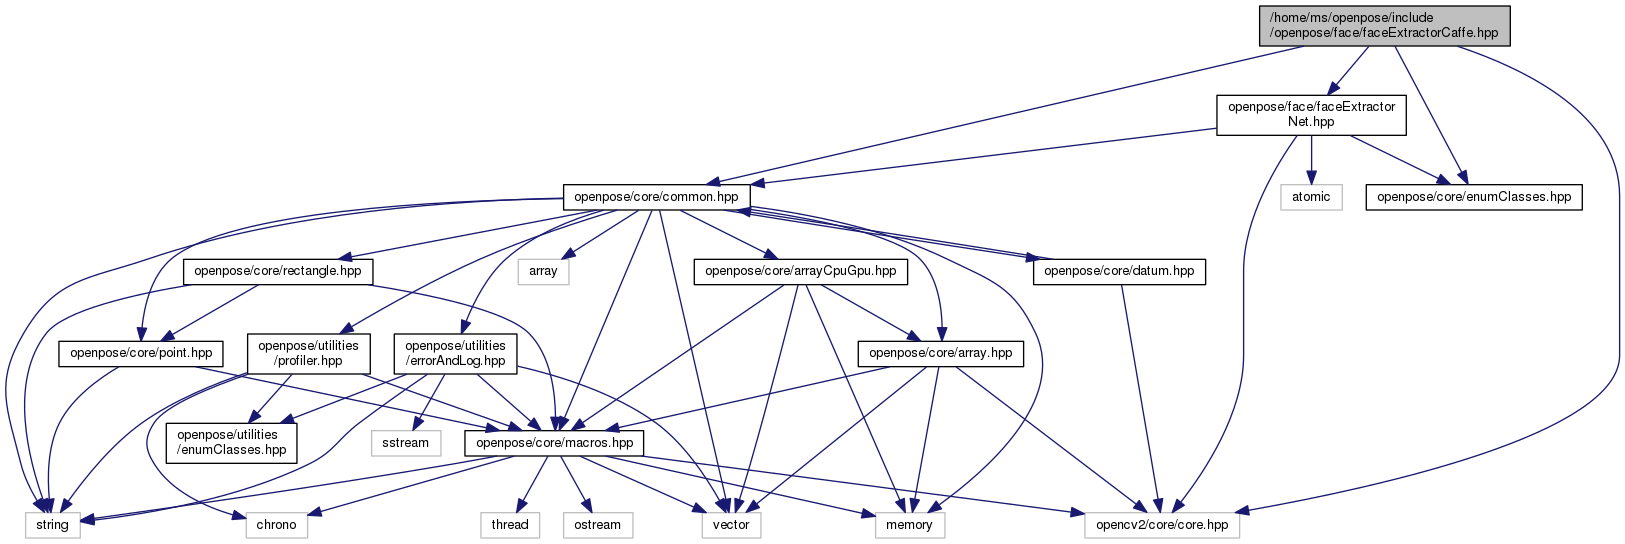 /home/ms/openpose/include
/openpose/face/faceExtractorCaffe.hpp
openpose/face/faceExtractor
Net.hpp
openpose/core/common.hpp
atomic
openpose/core/enumClasses.hpp
openpose/core/rectangle.hpp
array
openpose/core/arrayCpuGpu.hpp
openpose/core/datum.hpp
openpose/core/point.hpp
openpose/utilities
/profiler.hpp
openpose/utilities
/errorAndLog.hpp
openpose/core/array.hpp
openpose/utilities
/enumClasses.hpp
sstream
openpose/core/macros.hpp
string
chrono
thread
ostream
vector
memory
opencv2/core/core.hpp